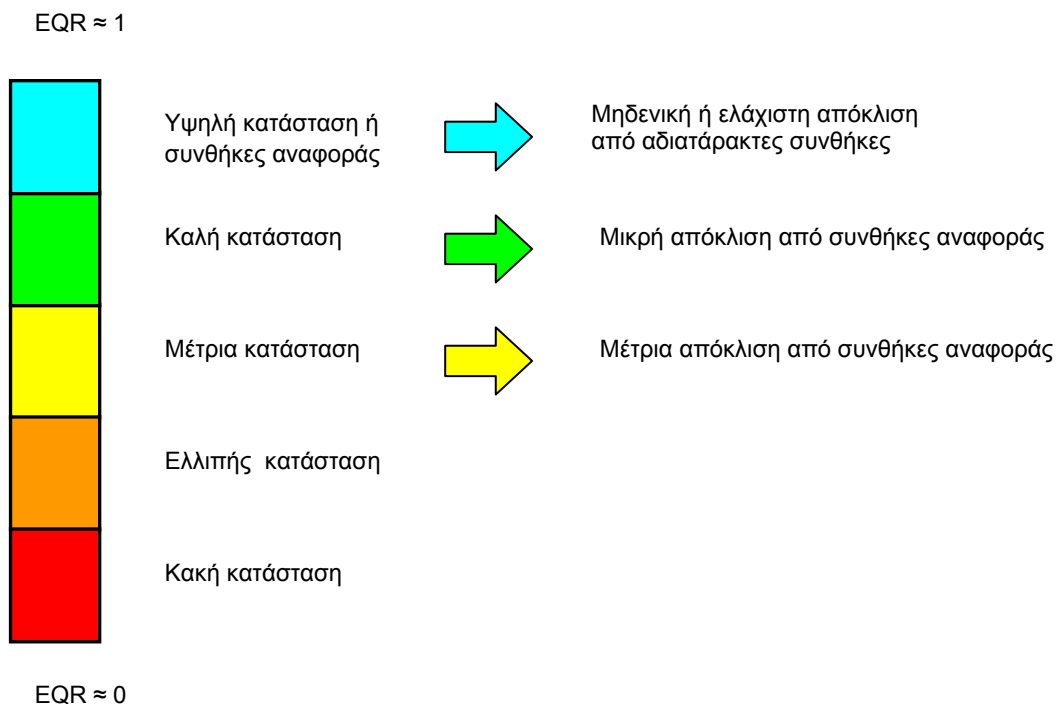 EQR ≈ 1
Υψηλή κατάσταση ή
συνθήκες αναφοράς
Μηδενική ή ελάχιστη απόκλιση
από αδιατάρακτες συνθήκες
Καλή κατάσταση
Μικρή απόκλιση από συνθήκες αναφοράς
Μέτρια κατάσταση
Μέτρια απόκλιση από συνθήκες αναφοράς
Ελλιπής κατάσταση
Κακή κατάσταση
EQR ≈ 0